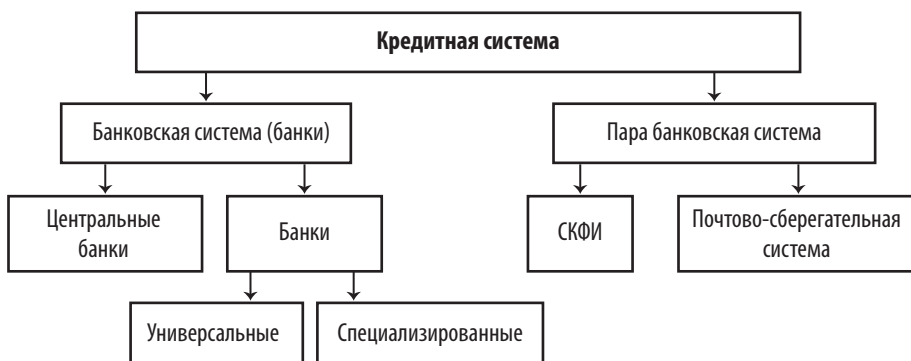 Кредитная система
Банковская система (банки)
Пара банковская система
Центральные
банки
Банки
СКФИ
Почтово-сберегательная
система
Универсальные
Специализированные